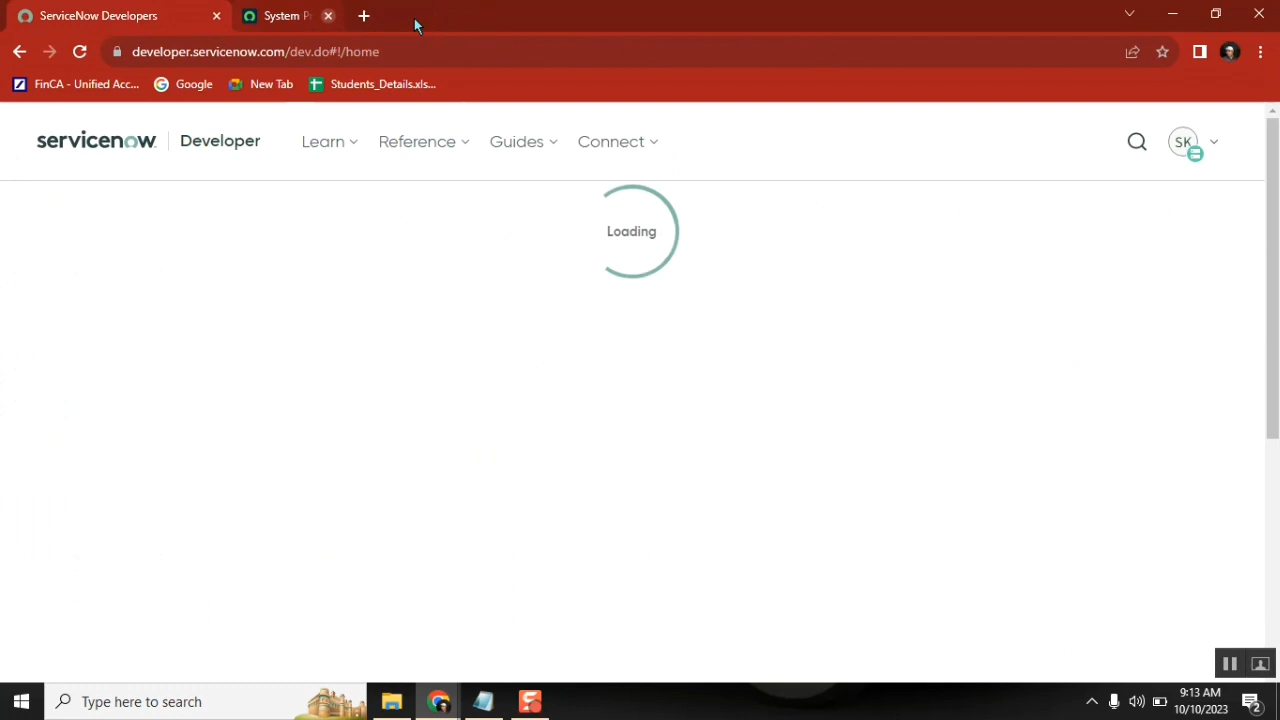 ServiceNow Developers
System P
developer.servicenow.com/dev.do#!/home
FinCA - Unified Acc...
Google
New Tab
Students_Details.xls...
servicenow
Developer
Learn
Reference
Guides
Connect
SK
Loading
Type here to search
9:13 AM
10/10/2023
2